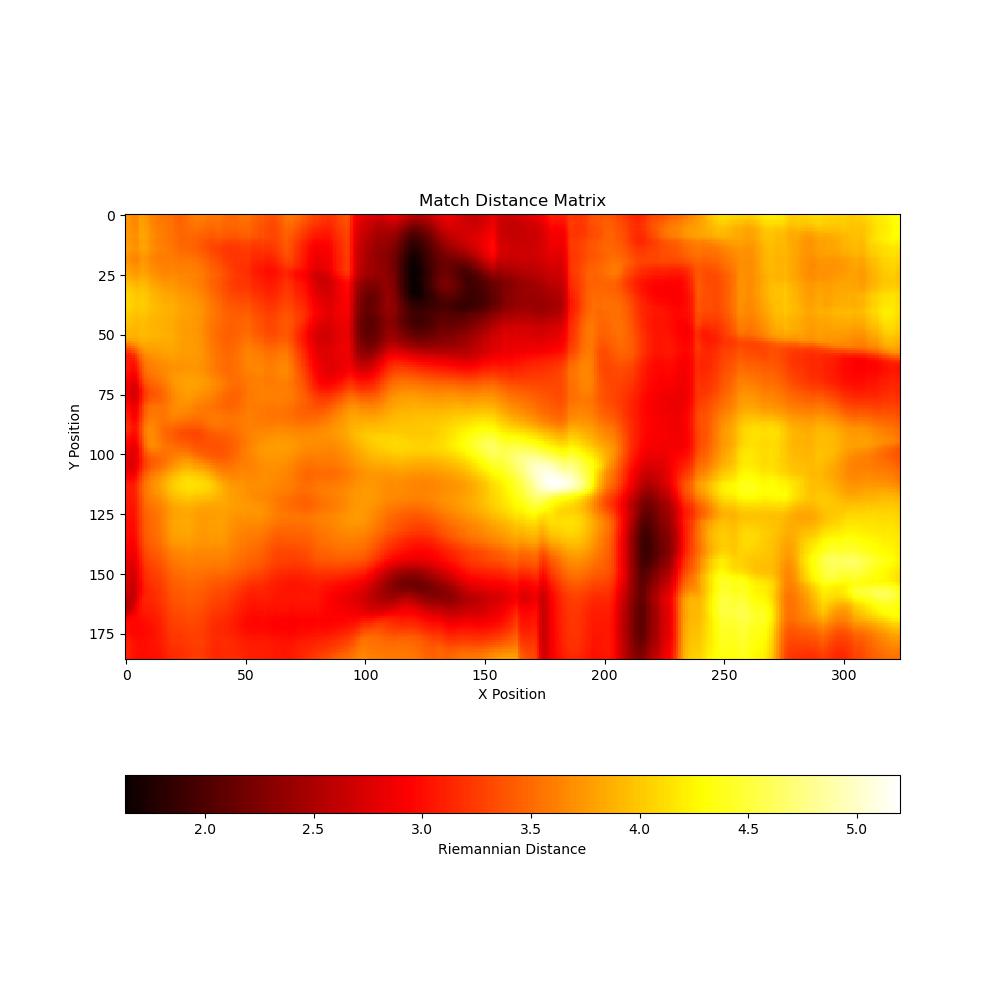 Match Distance Matrix
0
25
50
75
100
125
150
175
Y Position
0 50 100 150 200 250 300
X Position
2.0 2.5 3.0 3.5 4.0 4.5 5.0
Riemannian Distance